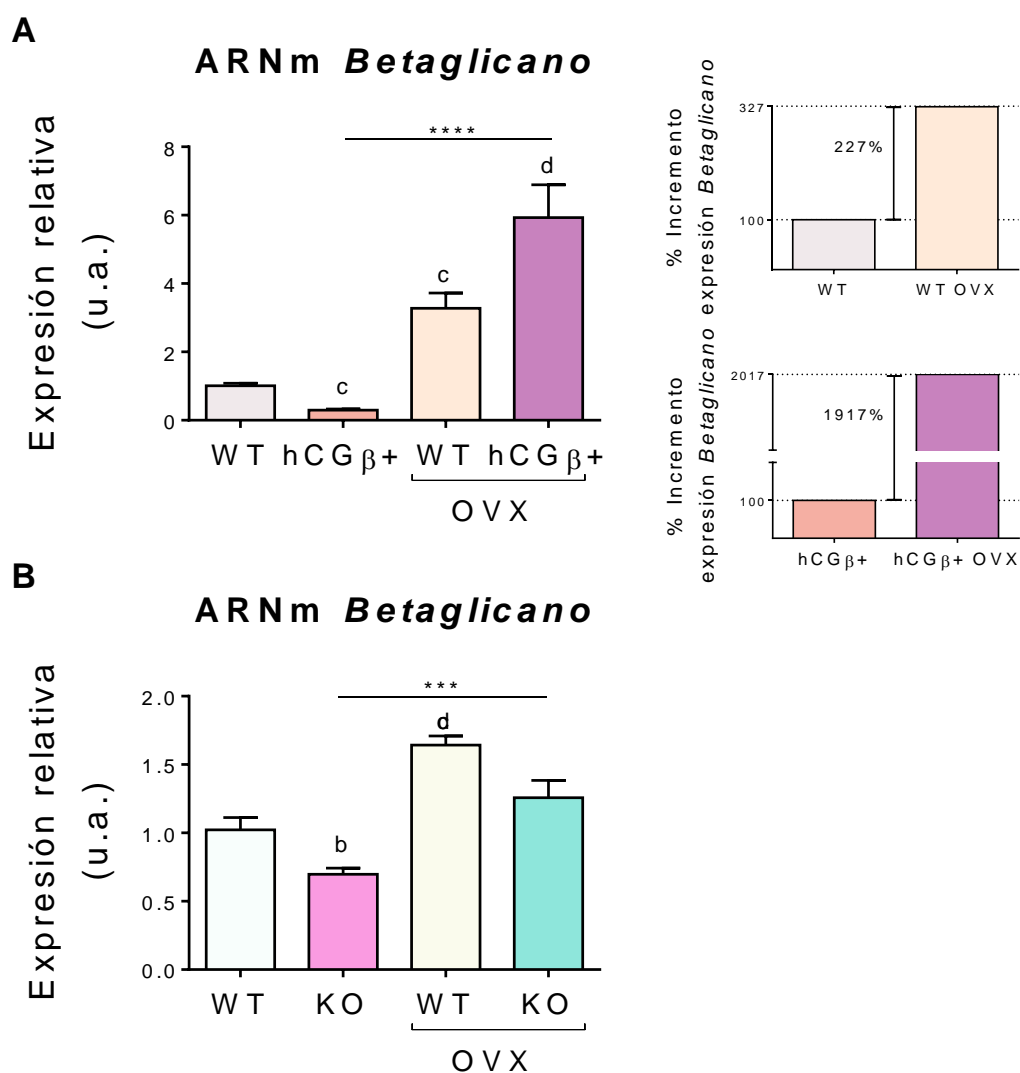 A
ARNm Betaglicano
Expresión relativa
(u.a.)
8
6
4
2
0
****
c
c
d
WT hCGβ+ WT hCGβ+
OVX
% Incremento
expresión Betaglicano
327
100
227%
WT WT OVX
% Incremento
expresión Betaglicano
2017
100
1917%
hCGβ+ hCGβ+ OVX
B
ARNm Betaglicano
Expresión relativa
(u.a.)
2.0
1.5
1.0
0.5
0.0
***
b
d
WT KO WT KO
OVX